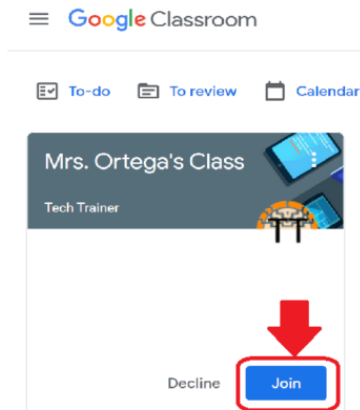 Google Classroom
To-do To review Calendar
Mrs. Ortega's Class
Tech Trainer
Decline Join